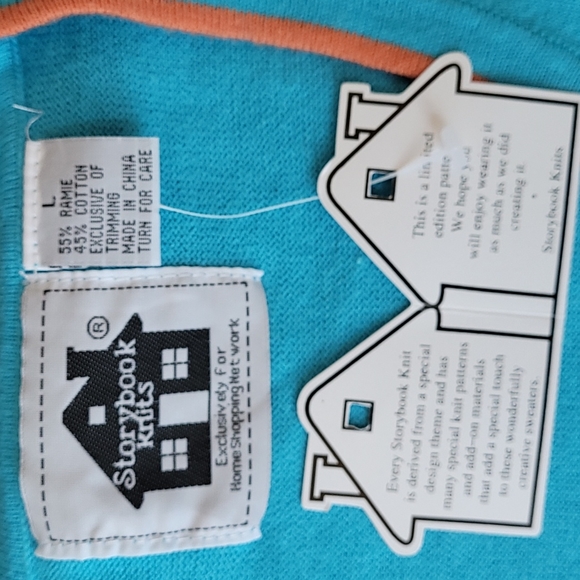 L
55% RAMIE
45% COTTON
EXCLUSIVE OF
TRIMMING
MADE IN CHINA
TURN FOR CARE
®
Storybook
Knits
Exclusively for
Home Shopping Network
This is a limited
edition patte
We hope you
will enjoy wearing it
as much as we did
creating it.
Storybook Knits
Every Storybook Knit
is derived from a special
design theme and has
many special knit patterns
and add-on materials
that add a special touch
to these wonderfully
creative sweaters.